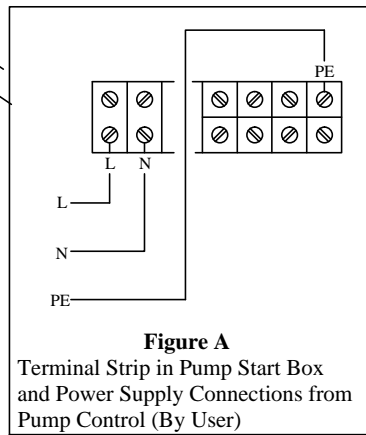 PE
L N
L
N
PE
Figure A
Terminal Strip in Pump Start Box
and Power Supply Connections from
Pump Control (By User)